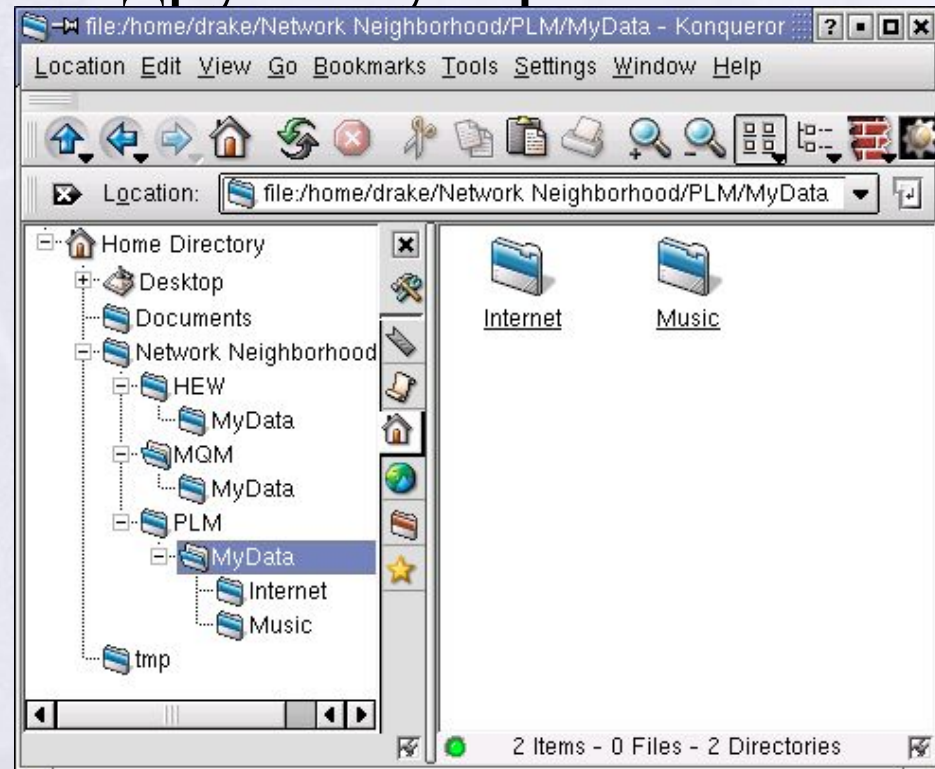 file:/home/drake/Network Neighborhood/PLM/MyData - Konqueror
Location Edit View Go Bookmarks Tools Settings Window Help
Location: file:/home/drake/Network Neighborhood/PLM/MyData
Home Directory
Desktop
Documents
Network Neighborhood
HEW
MyData
MQM
MyData
PLM
MyData
Internet
Music
tmp
Internet
Music
2 Items - 0 Files - 2 Directories